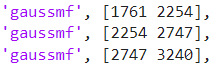 'gaussmf', [1761 2254],
'gaussmf', [2254 2747],
'gaussmf', [2747 3240],